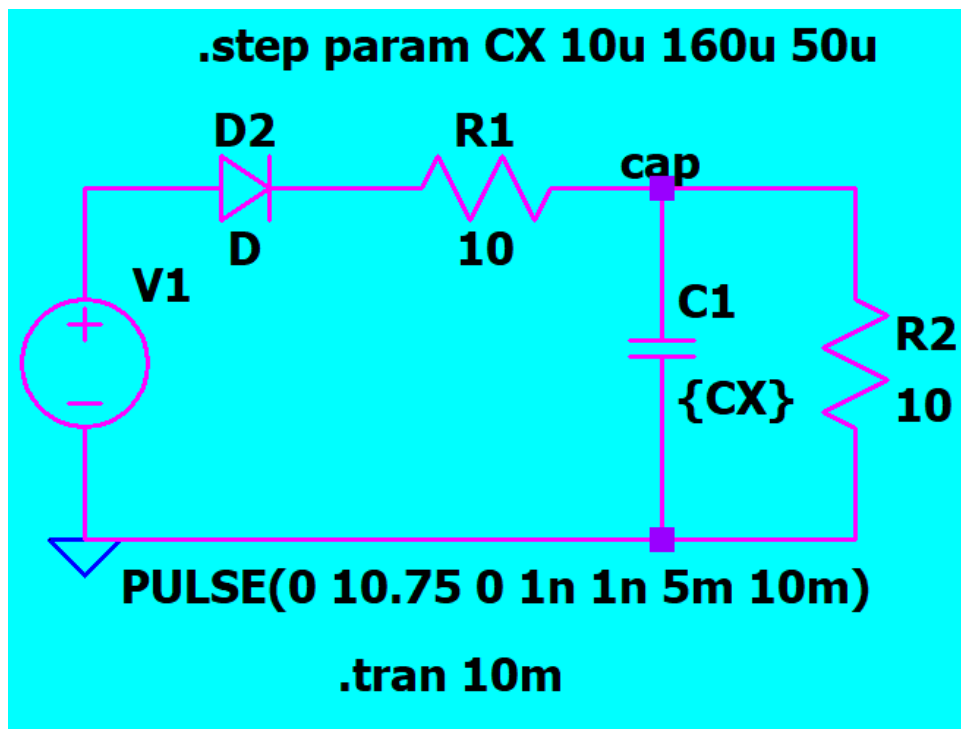 .step param CX 10u 160u 50u
D2
R1
cap
D
10
V1
C1
{CX}
R2
10
PULSE(0 10.75 0 1n 1n 5m 10m)
.tran 10m